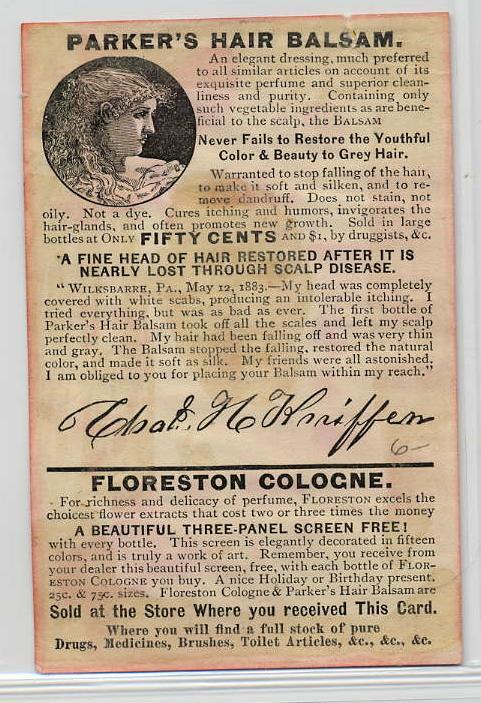 PARKER'S HAIR BALSAM.
An elegant dressing, much preferred
to all similar articles on account of its
exquisite perfume and superior clean-
liness and purity. Containing only
such vegetable ingredients as are bene-
ficial to the scalp, the BALSAM
Never Fails to Restore the Youthful
Color & Beauty to Grey Hair.
Warranted to stop falling of the hair,
to make it soft and silken, and to re-
move dandruff. Does not stain, not
oily. Not a dye. Cures itching and humors, invigorates the
hair-glands, and often promotes new growth. Sold in large
bottles at ONLY FIFTY CENTS AND $1, by druggists, &c.
"A FINE HEAD OF HAIR RESTORED AFTER IT IS
NEARLY LOST THROUGH SCALP DISEASE.
"WILKSBARRE, PA., MAY 12, 1883.—My head was completely
covered with white scabs, producing an intolerable itching. I
tried everything, but was as bad as ever. The first bottle of
Parker's Hair Balsam took off all the scales and left my scalp
perfectly clean. My hair had been falling off and was very thin
and gray. The Balsam stopped the falling, restored the natural
color, and made it soft as silk. My friends were all astonished.
I am obliged to you for placing your Balsam within my reach."
Chas. H Kniffen
6-
FLORESTON COLOGNE.
For richness and delicacy of perfume, FLORESTON excels the
choicest flower extracts that cost two or three times the money
A BEAUTIFUL THREE-PANEL SCREEN FREE!
with every bottle. This screen is elegantly decorated in fifteen
colors, and is truly a work of art. Remember, you receive from
your dealer this beautiful screen, free, with each bottle of FLOR-
ESTON COLOGNE you buy. A nice Holiday or Birthday present.
25c. & 75c. sizes. Floreston Cologne & Parker's Hair Balsam are
Sold at the Store Where you received This Card.
Where you will find a full stock of pure
Drugs, Medicines, Brushes, Toilet Articles, &c., &c., &c.